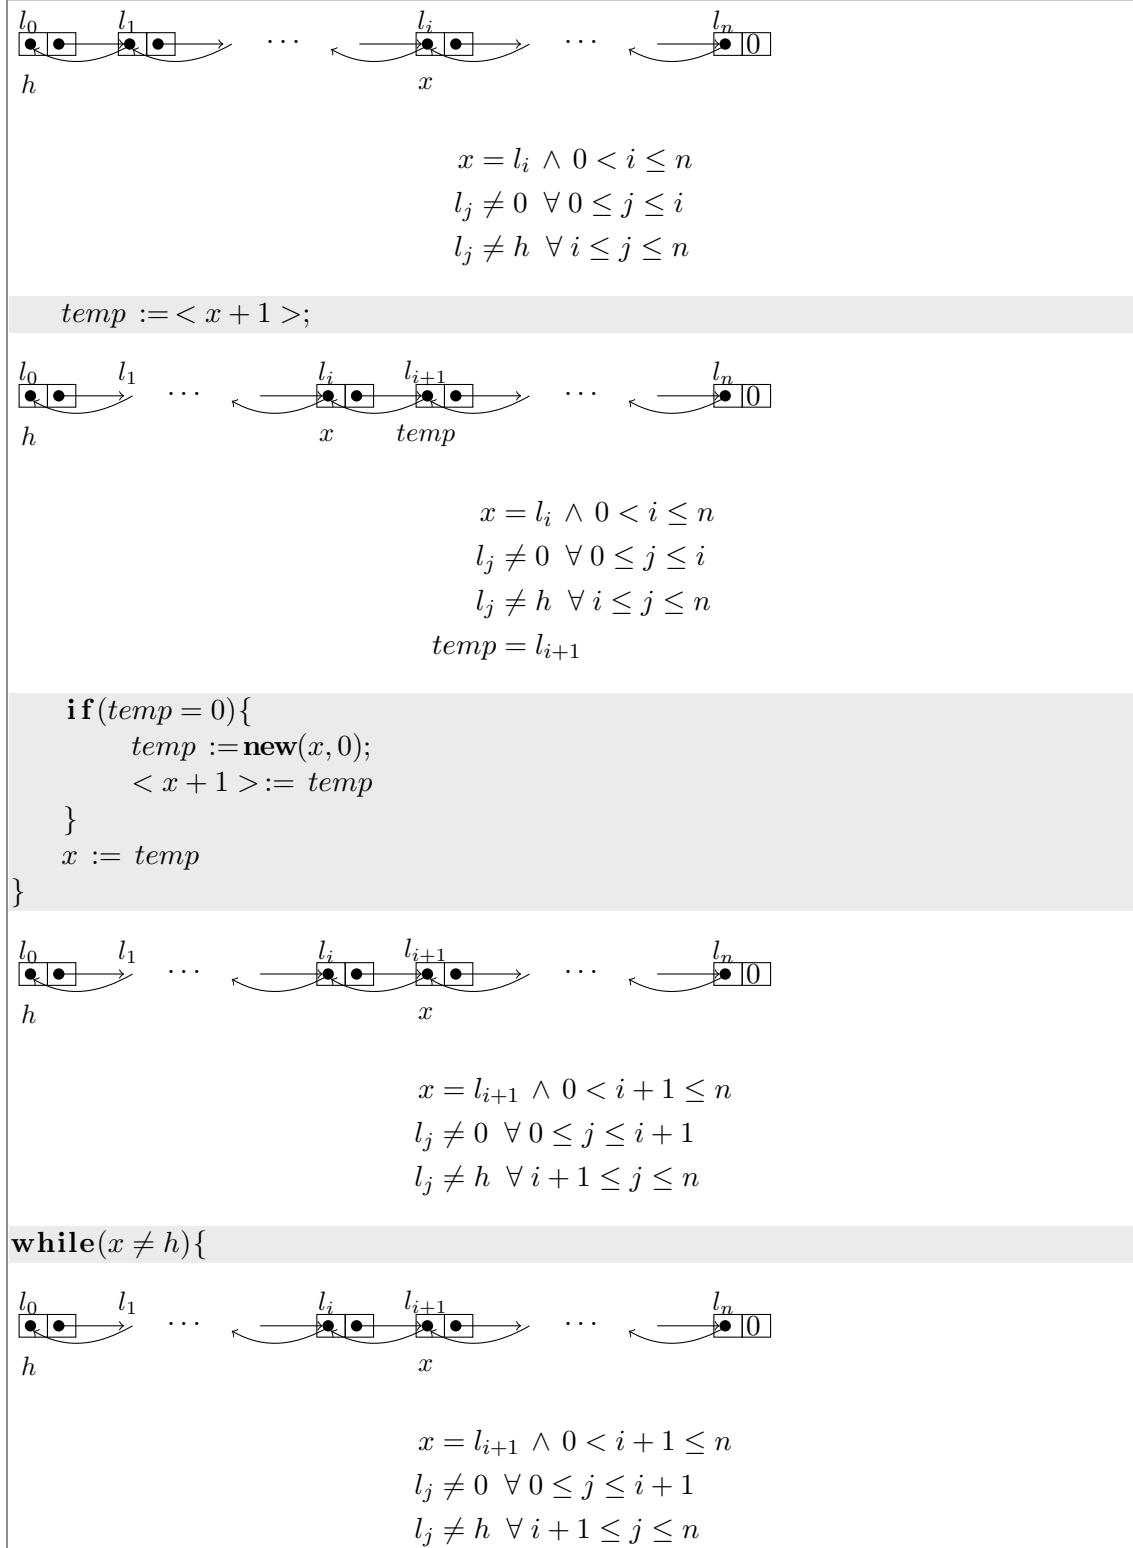 l₀ l₁ ⋯ lᵢ ⋯ lₙ
0
h x
x = lᵢ ∧ 0 < i ≤ n
lⱼ ≠ 0 ∀ 0 ≤ j ≤ i
lⱼ ≠ h ∀ i ≤ j ≤ n
temp := < x + 1 >;
l₀ l₁ ⋯ lᵢ lᵢ₊₁ ⋯ lₙ
0
h x temp
x = lᵢ ∧ 0 < i ≤ n
lⱼ ≠ 0 ∀ 0 ≤ j ≤ i
lⱼ ≠ h ∀ i ≤ j ≤ n
temp = lᵢ₊₁
if(temp = 0){
temp := new(x, 0);
< x + 1 > := temp
}
x := temp
}
l₀ l₁ ⋯ lᵢ lᵢ₊₁ ⋯ lₙ
0
h x
x = lᵢ₊₁ ∧ 0 < i + 1 ≤ n
lⱼ ≠ 0 ∀ 0 ≤ j ≤ i + 1
lⱼ ≠ h ∀ i + 1 ≤ j ≤ n
while(x ≠ h){
l₀ l₁ ⋯ lᵢ lᵢ₊₁ ⋯ lₙ
0
h x
x = lᵢ₊₁ ∧ 0 < i + 1 ≤ n
lⱼ ≠ 0 ∀ 0 ≤ j ≤ i + 1
lⱼ ≠ h ∀ i + 1 ≤ j ≤ n